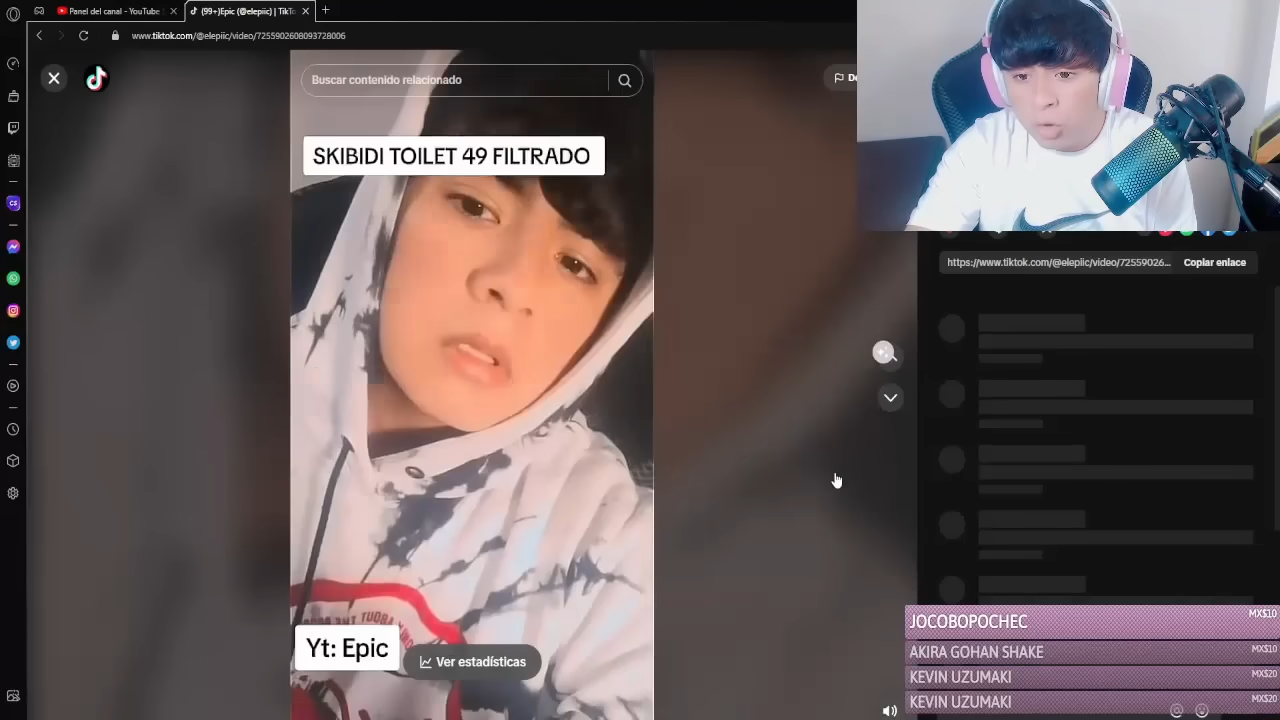 Panel del canal - YouTube
(99+)Epic (@elepiic) | TikTo
www.tiktok.com/@elepiic/video/7255902608093728006
Buscar contenido relacionado
De
SKIBIDI TOILET 49 FILTRADO
https://www.tiktok.com/@elepiic/video/72559026...
Copiar enlace
Yt: Epic
Ver estadísticas
JOCOBOPOCHEC MX$10
AKIRA GOHAN SHAKE MX$10
KEVIN UZUMAKI MX$20
KEVIN UZUMAKI MX$20